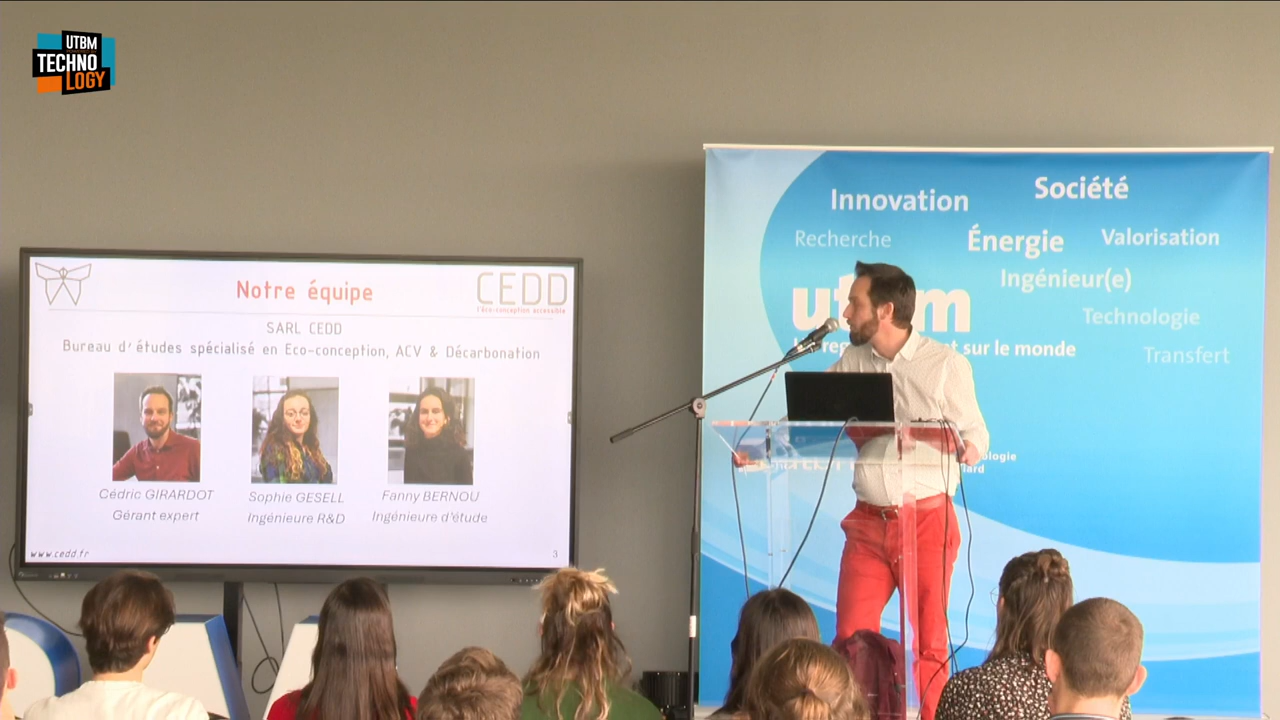 UTBM
TECHNO
LOGY
Notre équipe
CEDD
l'éco-conception accessible
SARL CEDD
Bureau d'études spécialisé en Eco-conception, ACV & Décarbonation
Cédric GIRARDOT
Gérant expert
Sophie GESELL
Ingénieure R&D
Fanny BERNOU
Ingénieure d'étude
www.cedd.fr
3
Innovation
Société
Recherche
Énergie
Valorisation
Ingénieur(e)
Technologie
Transfert
sur le monde